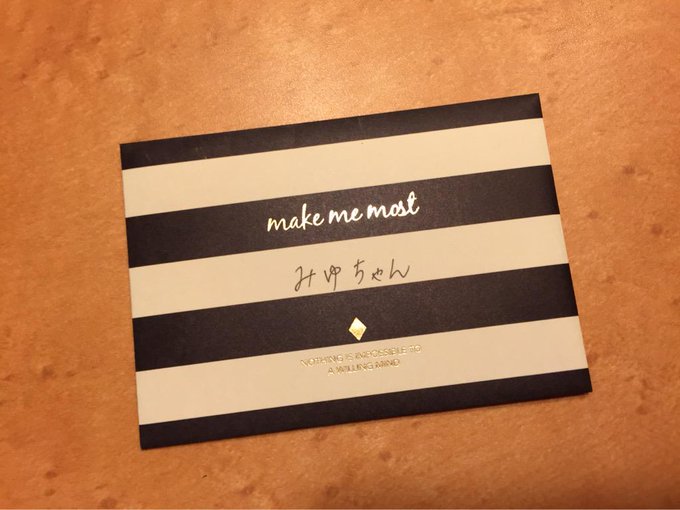 make me most
みゆちゃん
NOTHING IS IMPOSSIBLE TO
A WILLING MIND